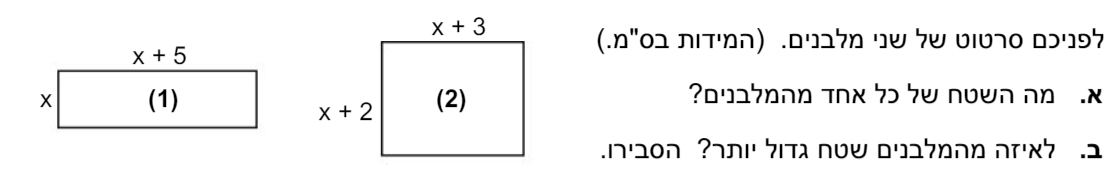 לפניכם סרטוט של שני מלבנים. (המידות בס"מ.)
א. מה השטח של כל אחד מהמלבנים?
ב. לאיזה מהמלבנים שטח גדול יותר? הסבירו.
x + 3
x + 2
(2)
x + 5
x
(1)